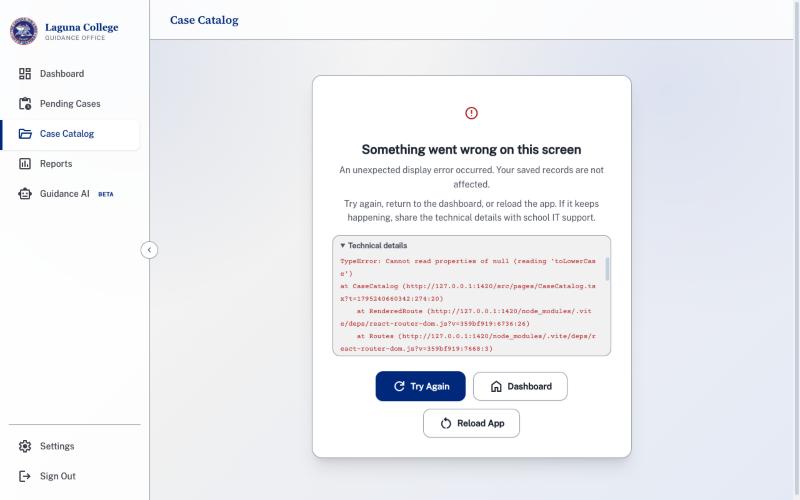 Laguna College
GUIDANCE OFFICE
Dashboard
Pending Cases
Case Catalog
Reports
Guidance AI BETA
Settings
Sign Out
Case Catalog
Something went wrong on this screen
An unexpected display error occurred. Your saved records are not
affected.
Try again, return to the dashboard, or reload the app. If it keeps
happening, share the technical details with school IT support.
▼ Technical details
TypeError: Cannot read properties of null (reading 'toLowerCas
e')
at CaseCatalog (http://127.0.0.1:1420/src/pages/CaseCatalog.ts
x?t=1795240660342:274:20)
at RenderedRoute (http://127.0.0.1:1420/node_modules/.vit
e/deps/react-router-dom.js?v=359bf919:6736:26)
at Routes (http://127.0.0.1:1420/node_modules/.vite/deps/r
eact-router-dom.js?v=359bf919:7668:3)
Try Again
Dashboard
Reload App